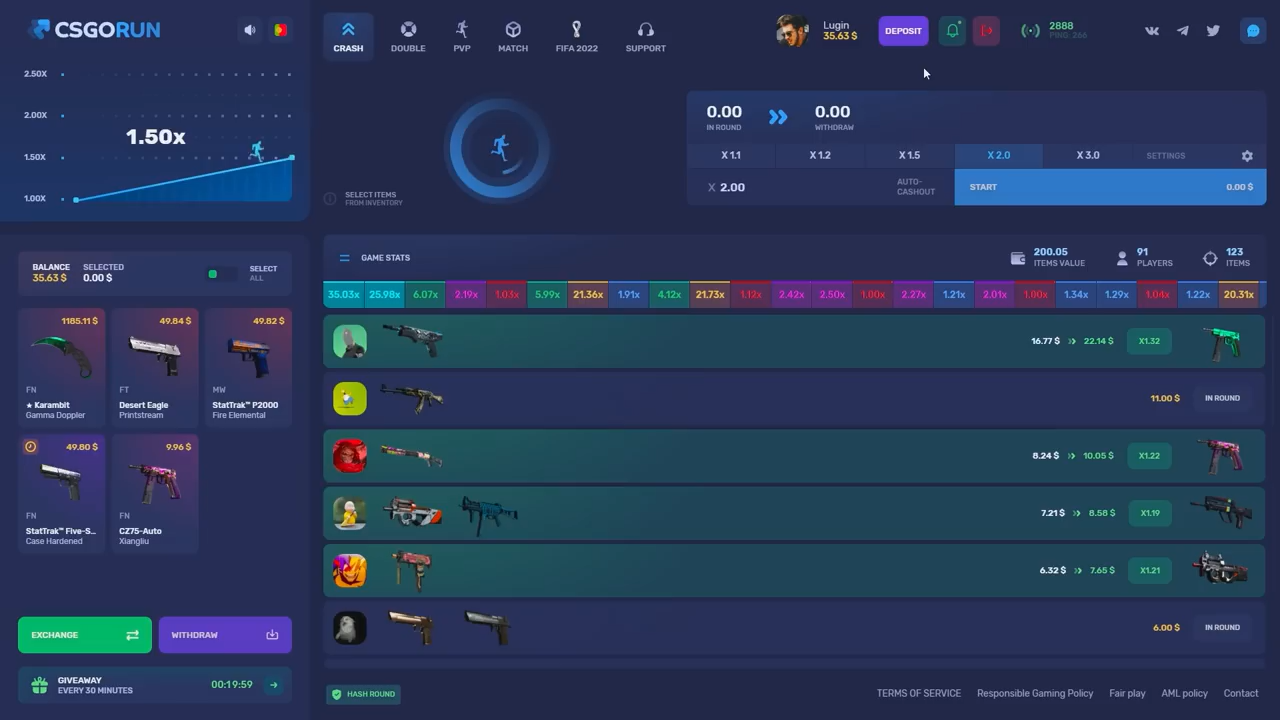 CSGORUN
CRASH
DOUBLE
PVP
MATCH
FIFA 2022
SUPPORT
Lugin
35.63 $
DEPOSIT
2888
PING: 266
2.50X
2.00X
1.50X
1.00X
1.50x
SELECT ITEMS
FROM INVENTORY
0.00
IN ROUND
0.00
WITHDRAW
X 1.1
X 1.2
X 1.5
X 2.0
X 3.0
SETTINGS
X 2.00
AUTO-
CASHOUT
START
0.00 $
BALANCE
35.63 $
SELECTED
0.00 $
SELECT
ALL
1185.11 $
FN
★ Karambit
Gamma Doppler
49.84 $
FT
Desert Eagle
Printstream
49.82 $
MW
StatTrak™ P2000
Fire Elemental
49.80 $
FN
StatTrak™ Five-S...
Case Hardened
9.96 $
FN
CZ75-Auto
Xiangliu
EXCHANGE
WITHDRAW
GIVEAWAY
EVERY 30 MINUTES
00:19:59
GAME STATS
200.05
ITEMS VALUE
91
PLAYERS
123
ITEMS
35.03x 25.98x 6.07x 2.19x 1.03x 5.99x 21.36x 1.91x 4.12x 21.73x 1.12x 2.42x 2.50x 1.00x 2.27x 1.21x 2.01x 1.00x 1.34x 1.29x 1.04x 1.22x 20.31x
16.77 $ 22.14 $ X1.32
11.00 $ IN ROUND
8.24 $ 10.05 $ X1.22
7.21 $ 8.58 $ X1.19
6.32 $ 7.65 $ X1.21
6.00 $ IN ROUND
HASH ROUND
TERMS OF SERVICE
Responsible Gaming Policy
Fair play
AML policy
Contact